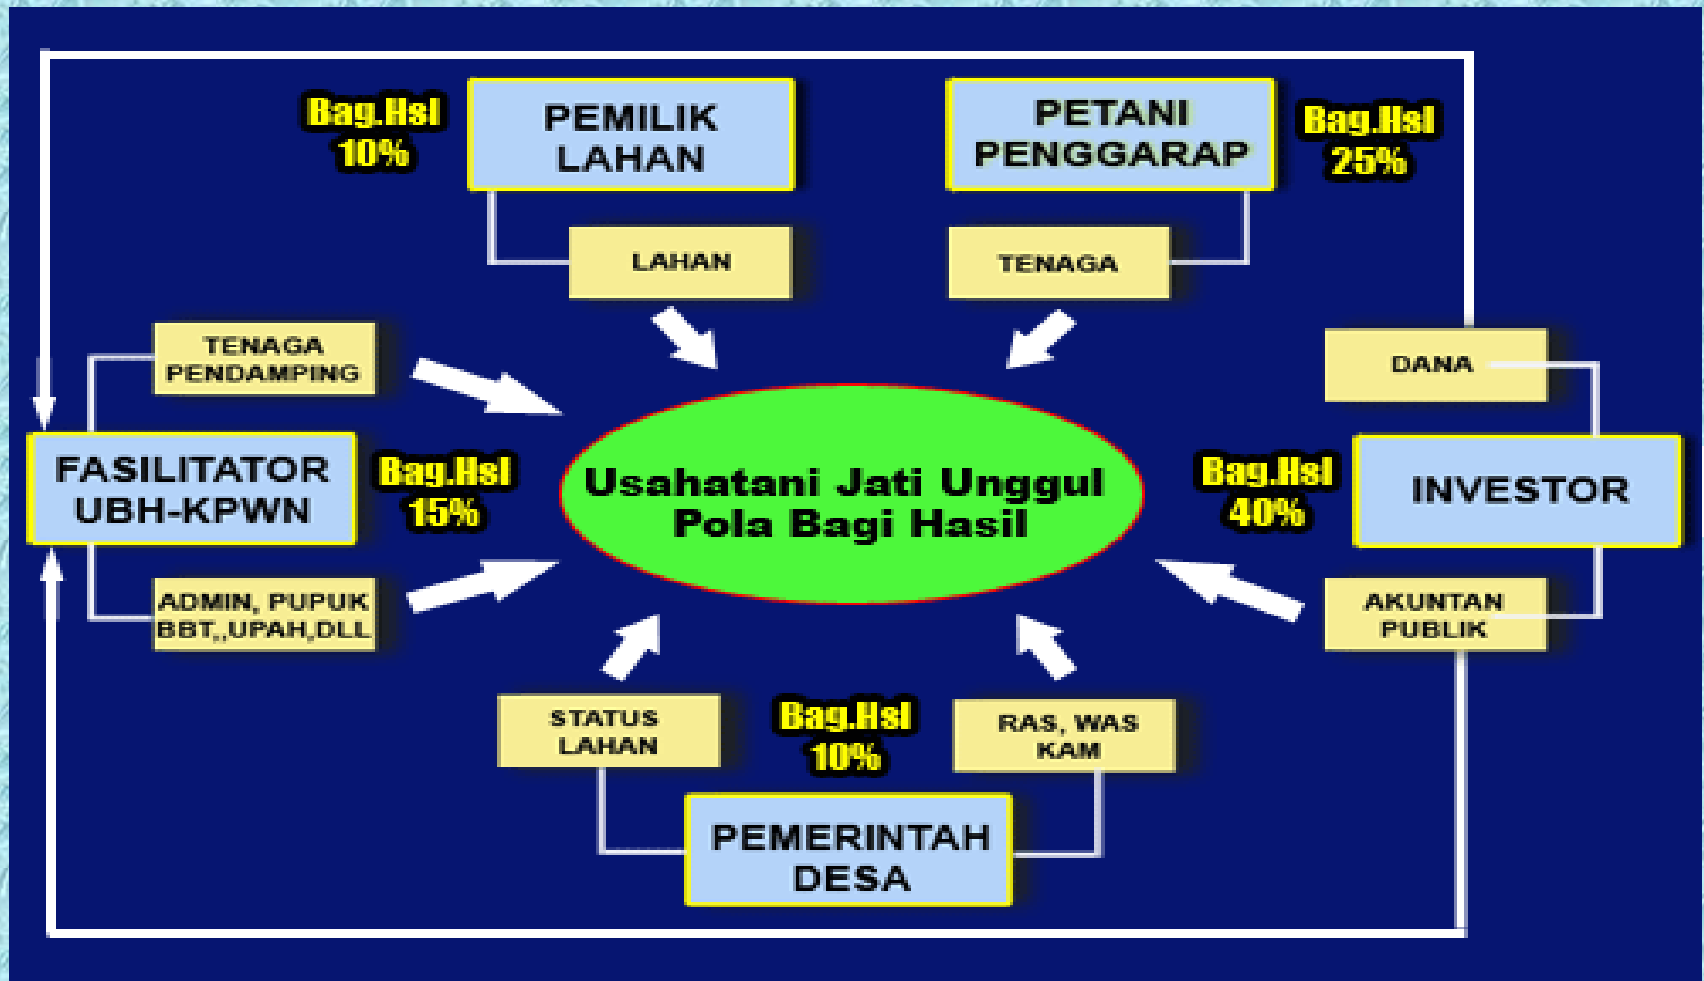 Bag.Hsl
10%
PEMILIK
LAHAN
PETANI
PENGGARAP
Bag.Hsl
25%
LAHAN
TENAGA
TENAGA
PENDAMPING
DANA
FASILITATOR
UBH-KPWN
Bag.Hsl
15%
Usahatani Jati Unggul
Pola Bagi Hasil
Bag.Hsl
40%
INVESTOR
ADMIN, PUPUK
BBT,,UPAH,DLL
AKUNTAN
PUBLIK
STATUS
LAHAN
Bag.Hsl
10%
RAS, WAS
KAM
PEMERINTAH
DESA